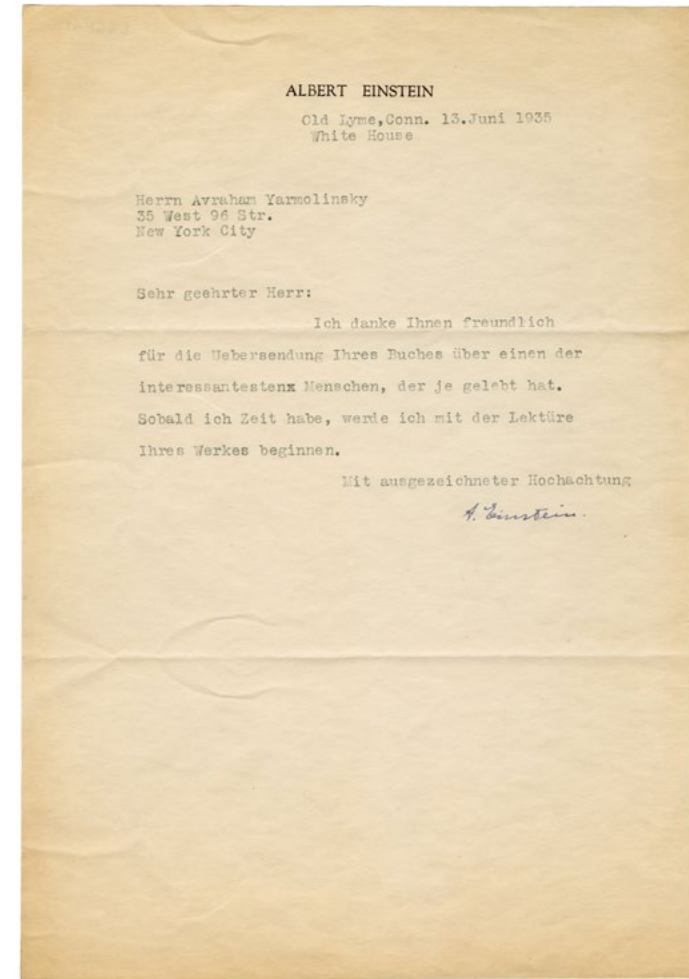 ALBERT EINSTEIN
Old Lyme,Conn. 13.Juni 1935
White House
Herrn Avraham Yarmolinsky
35 West 96 Str.
New York City
Sehr geehrter Herr:
Ich danke Ihnen freundlich
für die Uebersendung Ihres Buches über einen der
interessantestenx Menschen, der je gelebt hat.
Sobald ich Zeit habe, werde ich mit der Lektüre
Ihres Werkes beginnen.
Mit ausgezeichneter Hochachtung
A. Einstein.